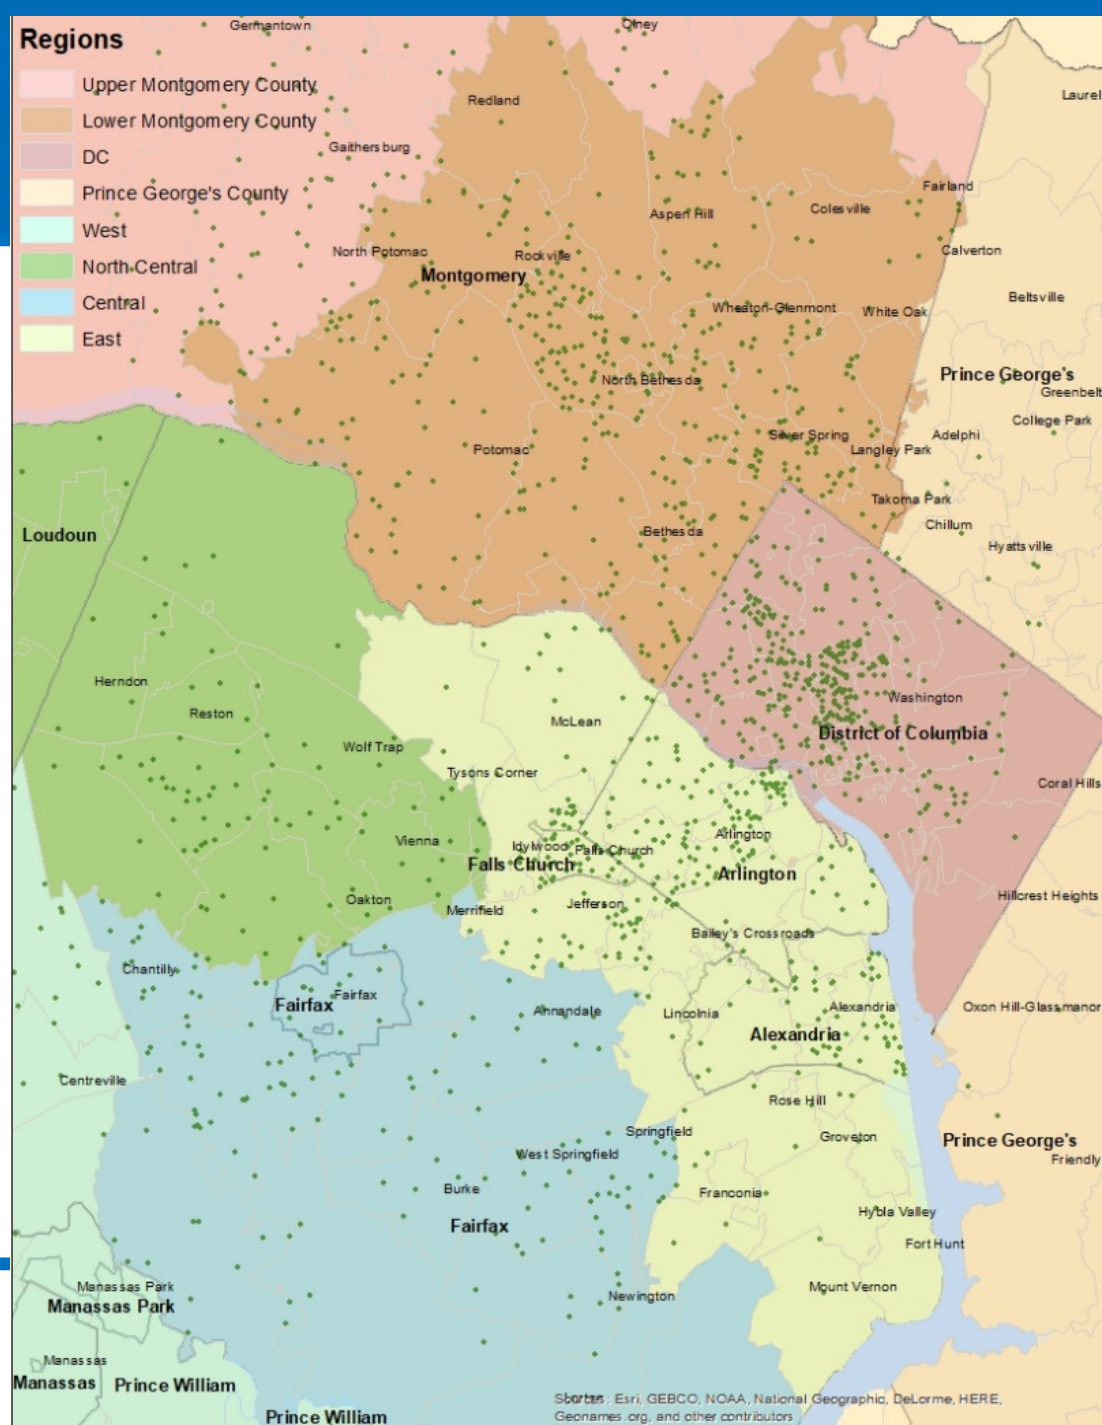 Regions
Upper Montgomery County
Lower Montgomery County
DC
Prince George's County
West
North Central
Central
East
Germantown
Olney
Laurel
Redland
Gaithersburg
Fairland
Aspen Hill
Colesville
North Potomac
Rockville
Calverton
Montgomery
Beltsville
Wheaton-Glenmont
White Oak
North Bethesda
Prince George's
Greenbelt
College Park
Silver Spring
Adelphi
Potomac
Langley Park
Takoma Park
Chillum
Loudoun
Bethesda
Hyattsville
Herndon
Washington
Reston
McLean
District of Columbia
Wolf Trap
Tysons Corner
Coral Hills
Arlington
Vienna
Idylwood
Falls Church
Falls Church
Arlington
Hillcrest Heights
Oakton
Jefferson
Merrifield
Bailey's Crossroads
Chantilly
Fairfax
Fairfax
Annandale
Lincolnia
Alexandria
Oxon Hill-Glassmanor
Alexandria
Centreville
Rose Hill
Springfield
Groveton
Prince George's
West Springfield
Friendly
Burke
Franconia
Fairfax
Hybla Valley
Fort Hunt
Manassas Park
Mount Vernon
Newington
Manassas Park
Manassas
Manassas
Prince William
Sources: Esri, GEBCO, NOAA, National Geographic, DeLorme, HERE,
Geonames.org, and other contributors
Prince William